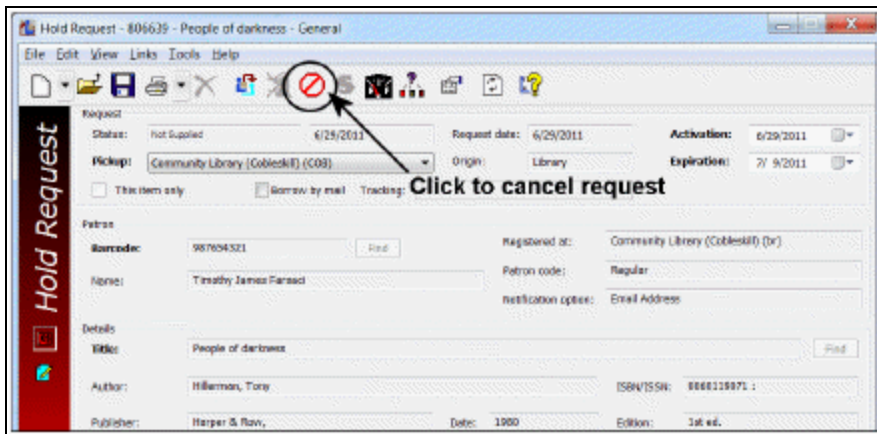 Hold Request - 806639 - People of darkness - General
File Edit View Links Tools Help
Hold Request
Request
Status: Not Supplied 6/29/2011 Request date: 6/29/2011 Activation: 6/29/2011
Pickup: Community Library (Cobleskill) (COB) Origin: Library Expiration: 7/ 9/2011
This item only Borrow by mail Tracking:
Click to cancel request
Patron
Barcode: 987654321 Find Registered at: Community Library (Cobleskill) (br)
Patron code: Regular
Name: Timothy James
Notification option: Email Address
Details
Title: People of darkness Find
Author: Hillerman, Tony ISBN/ISSN:
Publisher: Harper & Row, Date: 1980 Edition: 1st ed.